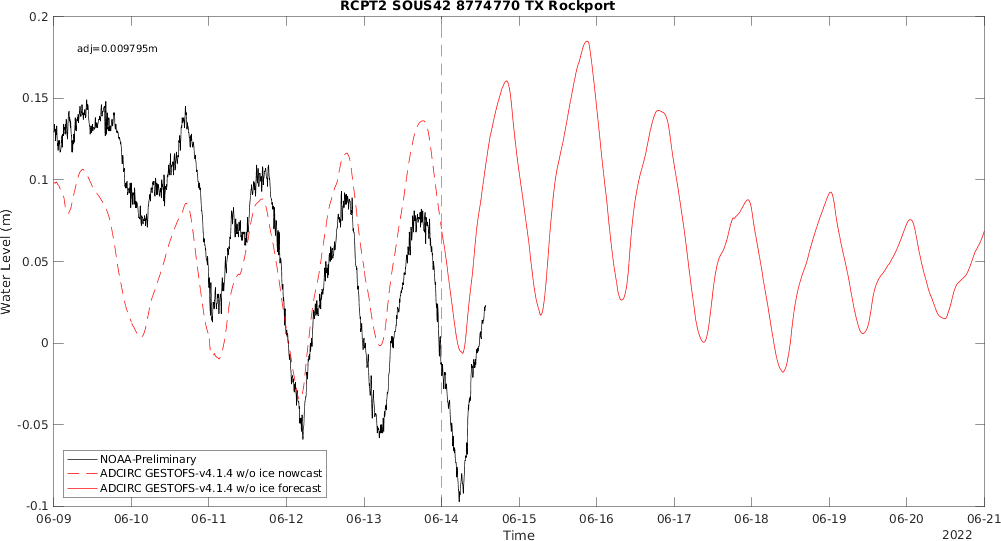 RCPT2 SOUS42 8774770 TX Rockport
adj=0.009795m
0.2
0.15
0.1
0.05
0
-0.05
-0.1
Water Level (m)
NOAA-Preliminary
ADCIRC GESTOFS-v4.1.4 w/o ice nowcast
ADCIRC GESTOFS-v4.1.4 w/o ice forecast
06-09 06-10 06-11 06-12 06-13 06-14 06-15 06-16 06-17 06-18 06-19 06-20 06-21
Time
2022